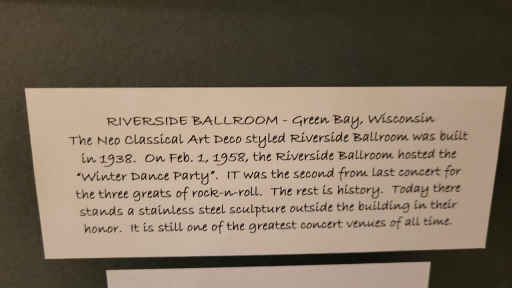 RIVERSIDE BALLROOM - Green Bay, Wisconsin
The Neo Classical Art Deco styled Riverside Ballroom was built
in 1938. On Feb. 1, 1958, the Riverside Ballroom hosted the
"Winter Dance Party". IT was the second from last concert for
the three greats of rock-n-roll. The rest is history. Today there
stands a stainless steel sculpture outside the building in their
honor. It is still one of the greatest concert venues of all time.